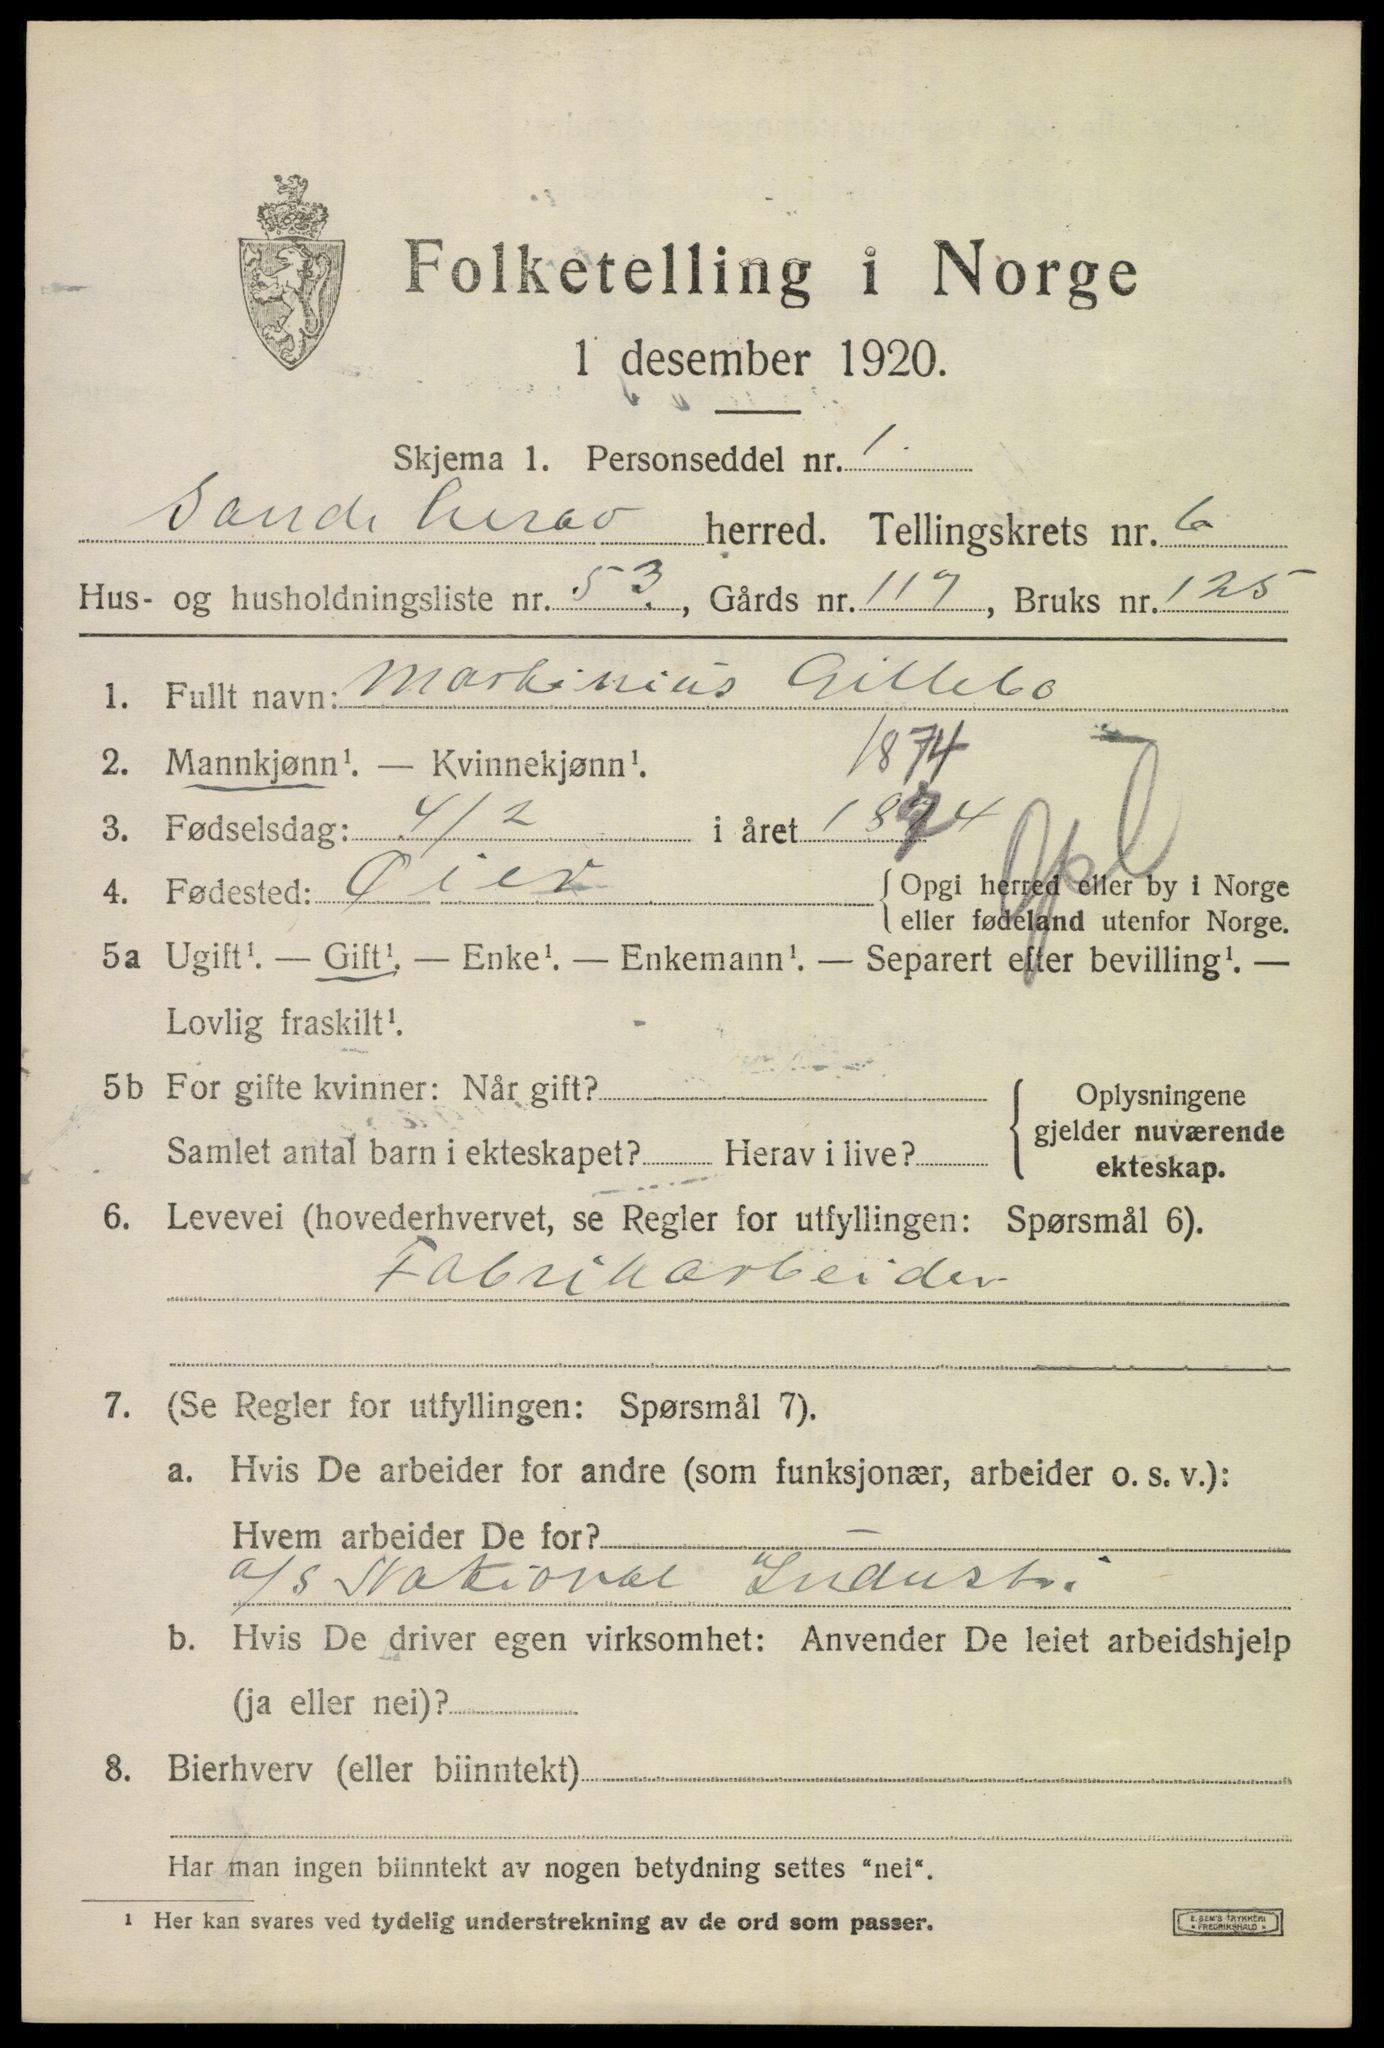 Folketelling i Norge
1 desember 1920.
Skjema 1. Personseddel nr. 1.
Sandeherav herred. Tellingskrets nr. 6
Hus- og husholdningsliste nr. 53, Gårds nr. 117, Bruks nr. 125
1. Fullt navn: Martinius Gillebo
2. Mannkjønn¹. — Kvinnekjønn¹.
1874
3. Fødselsdag: 4/2 i året 1874
4. Fødested: Øier { Opgi herred eller by i Norge
eller fødeland utenfor Norge.
5a Ugift¹. — Gift¹. — Enke¹. — Enkemann¹. — Separert efter bevilling¹. —
Lovlig fraskilt¹.
5b For gifte kvinner: Når gift?
Samlet antal barn i ekteskapet? Herav i live?
{ Oplysningene
gjelder nuværende
ekteskap.
6. Levevei (hovederhvervet, se Regler for utfyllingen: Spørsmål 6).
Fabrikarbeider
7. (Se Regler for utfyllingen: Spørsmål 7).
a. Hvis De arbeider for andre (som funksjonær, arbeider o. s. v.):
Hvem arbeider De for?
a/s National Industri
b. Hvis De driver egen virksomhet: Anvender De leiet arbeidshjelp
(ja eller nei)?
8. Bierhverv (eller biinntekt)
Har man ingen biinntekt av nogen betydning settes "nei".
¹ Her kan svares ved tydelig understrekning av de ord som passer.
E. SEM'S TRYKKERI
* FREDRIKSHALD *